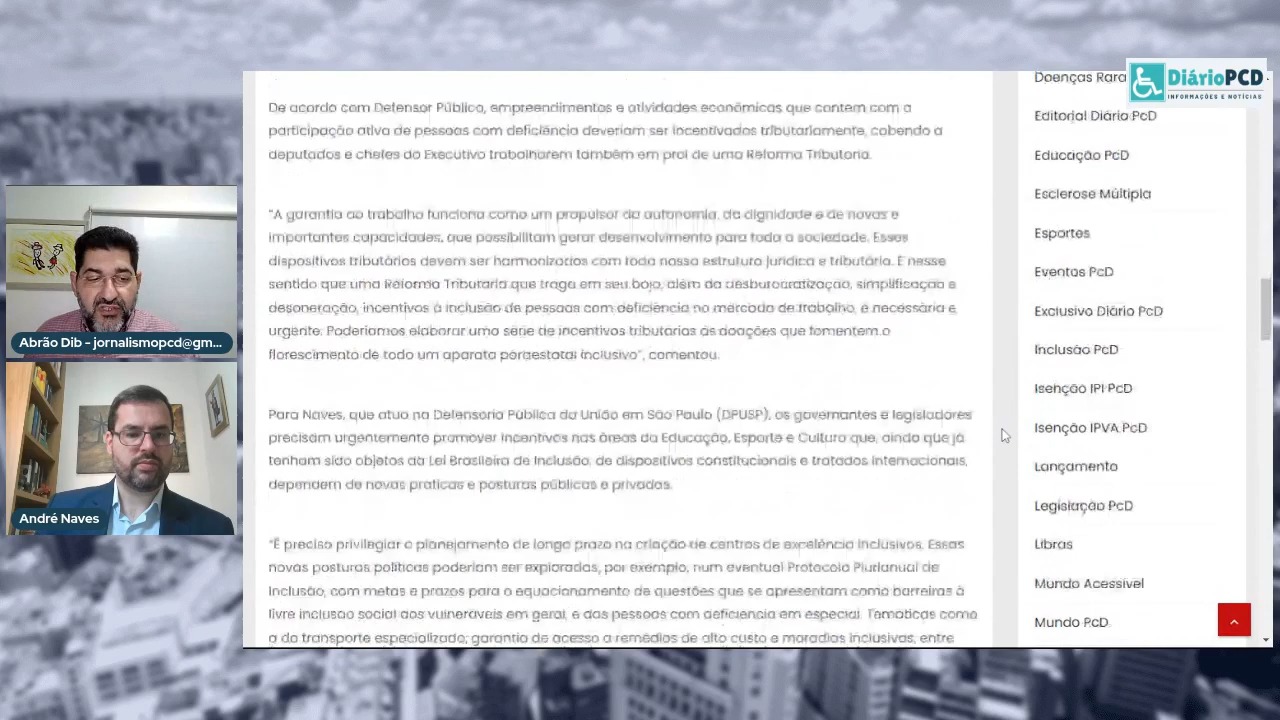 DiárioPCD
INFORMAÇÕES E NOTÍCIAS
De acordo com Defensor Público, empreendimentos e atividades econômicas que contem com a
participação ativa de pessoas com deficiência deveriam ser incentivados tributariamente, cabendo a
deputados e chefes do Executivo trabalharem também em prol de uma Reforma Tributária.
"A garantia ao trabalho funciona como um propulsor da autonomia, da dignidade e de novas e
importantes capacidades, que possibilitam gerar desenvolvimento para toda a sociedade. Esses
dispositivos tributários devem ser harmonizados com toda nossa estrutura jurídica e tributária. É nesse
sentido que uma Reforma Tributária que traga em seu bojo, além da desburocratização, simplificação e
desoneração, incentivos à inclusão de pessoas com deficiência no mercado de trabalho, é necessária e
urgente. Poderíamos elaborar uma série de incentivos tributários às doações que fomentem o
florescimento de todo um aparato paraestatal inclusivo", comentou.
Para Naves, que atua na Defensoria Pública da União em São Paulo (DPUSP), os governantes e legisladores
precisam urgentemente promover incentivos nas áreas da Educação, Esporte e Cultura que, ainda que já
tenham sido objetos da Lei Brasileira de Inclusão, de dispositivos constitucionais e tratados internacionais,
dependem de novas práticas e posturas públicas e privadas.
"É preciso privilegiar o planejamento de longo prazo na criação de centros de excelência inclusivos. Essas
novas posturas políticas poderiam ser exploradas, por exemplo, num eventual Protocolo Plurianual de
Inclusão, com metas e prazos para o equacionamento de questões que se apresentam como barreiras à
livre inclusão social dos vulneráveis em geral, e das pessoas com deficiência em especial. Temáticas como
a do transporte especializado, garantia de acesso a remédios de alto custo e moradias inclusivas, entre
Doenças Rara
Editorial Diário PcD
Educação PcD
Esclerose Múltipla
Esportes
Eventos PcD
Exclusivo Diário PcD
Inclusão PcD
Isenção IPI PcD
Isenção IPVA PcD
Lançamento
Legislação PcD
Libras
Mundo Acessível
Mundo PcD
Abrão Dib - jornalismopcd@gm...
André Naves